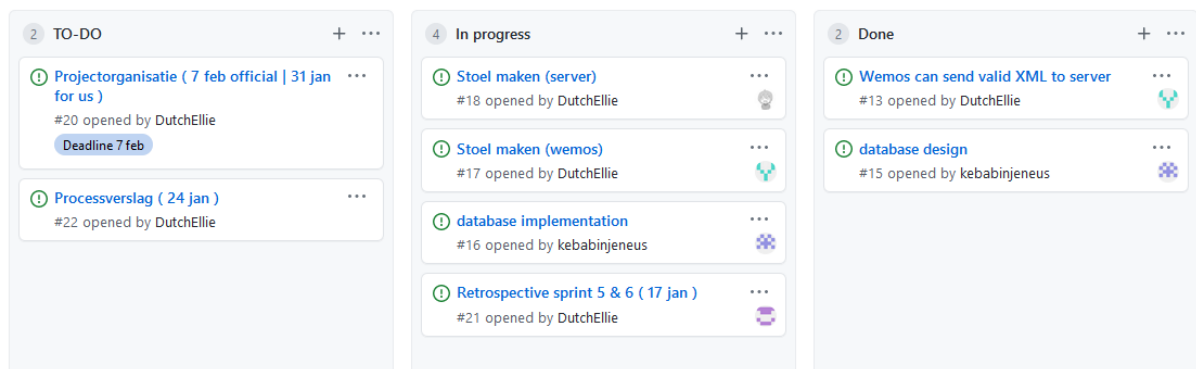 2 TO-DO
Projectorganisatie ( 7 feb official | 31 jan
for us )
#20 opened by DutchEllie
Deadline 7 feb
Processverslag ( 24 jan )
#22 opened by DutchEllie
4 In progress
Stoel maken (server)
#18 opened by DutchEllie
Stoel maken (wemos)
#17 opened by DutchEllie
database implementation
#16 opened by kebabinjeneus
Retrospective sprint 5 & 6 ( 17 jan )
#21 opened by DutchEllie
2 Done
Wemos can send valid XML to server
#13 opened by DutchEllie
database design
#15 opened by kebabinjeneus